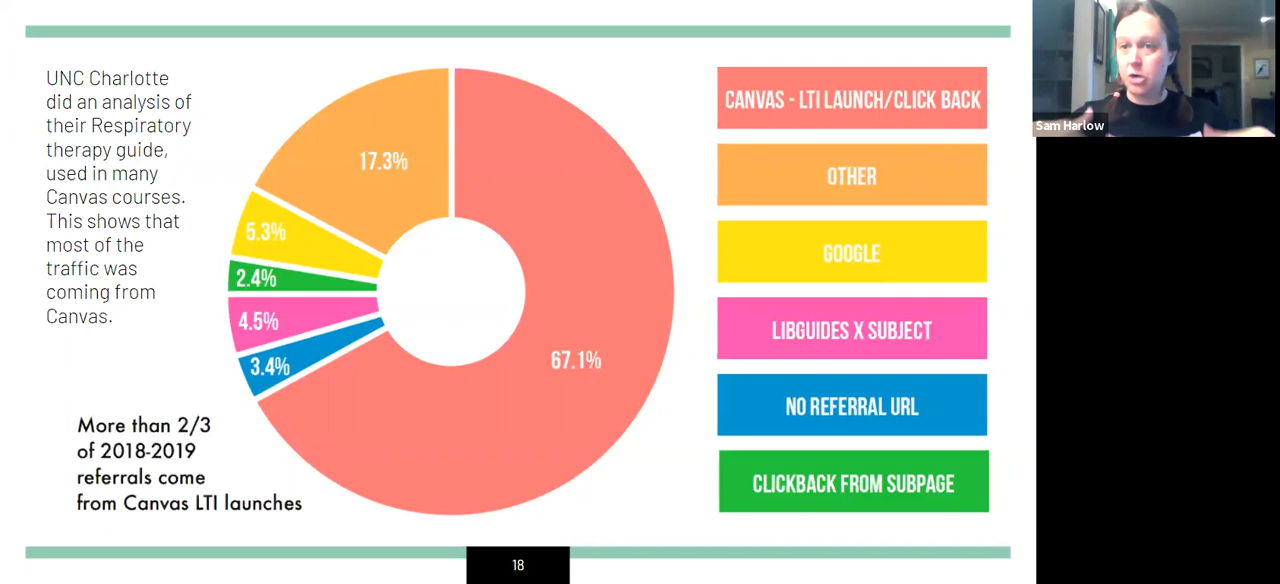 UNC Charlotte
did an analysis of
their Respiratory
therapy guide,
used in many
Canvas courses.
This shows that
most of the
traffic was
coming from
Canvas.
More than 2/3
of 2018-2019
referrals come
from Canvas LTI launches
17.3%
5.3%
2.4%
4.5%
3.4%
67.1%
CANVAS - LTI LAUNCH/CLICK BACK
OTHER
GOOGLE
LIBGUIDES X SUBJECT
NO REFERRAL URL
CLICKBACK FROM SUBPAGE
18
Sam Harlow